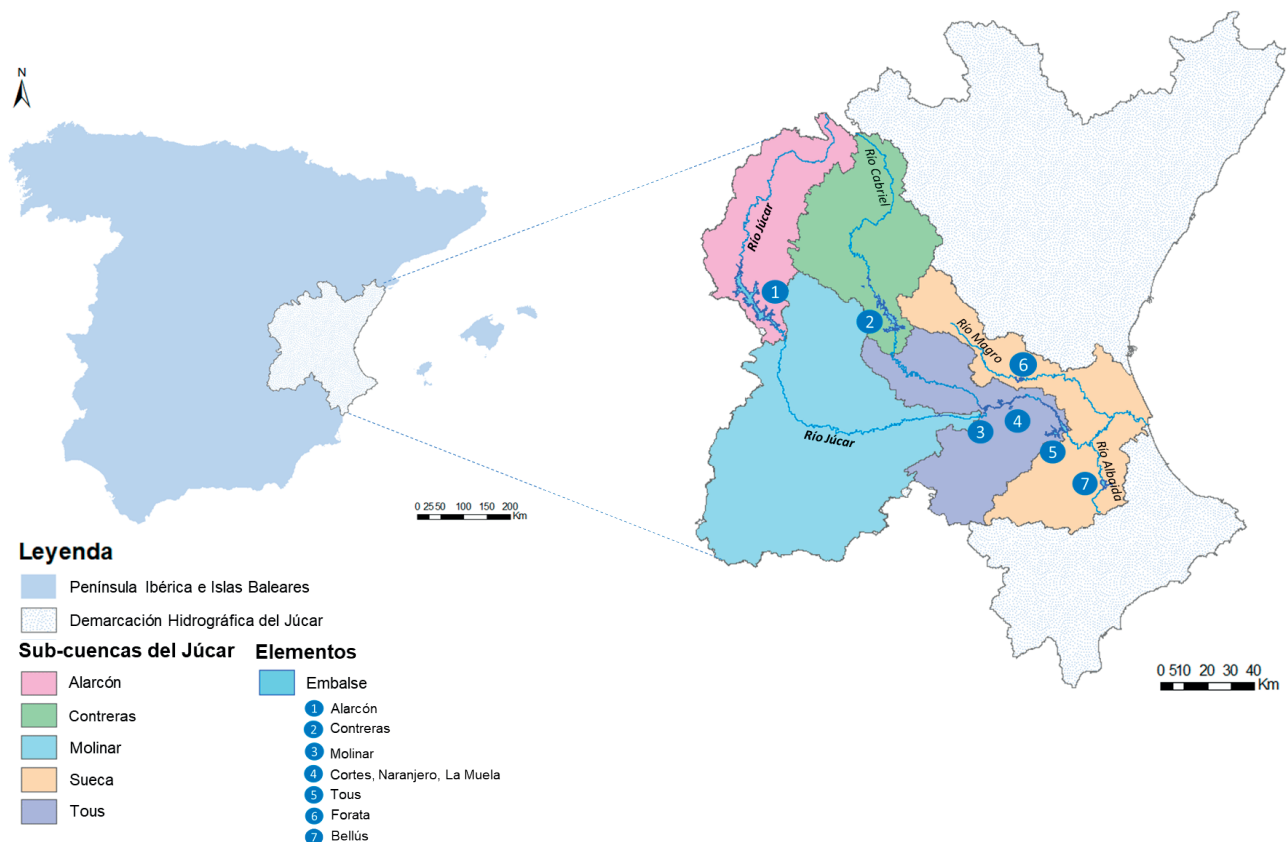 N
0 25 50 100 150 200
Km
Río Júcar
Río Cabriel
1
2
Río Magro
6
Río Júcar
3
4
5
Río Albaida
7
0 510 20 30 40
Km
Leyenda
Península Ibérica e Islas Baleares
Demarcación Hidrográfica del Júcar
Sub-cuencas del Júcar
Alarcón
Contreras
Molinar
Sueca
Tous
Elementos
Embalse
1 Alarcón
2 Contreras
3 Molinar
4 Cortes, Naranjero, La Muela
5 Tous
6 Forata
7 Bellús